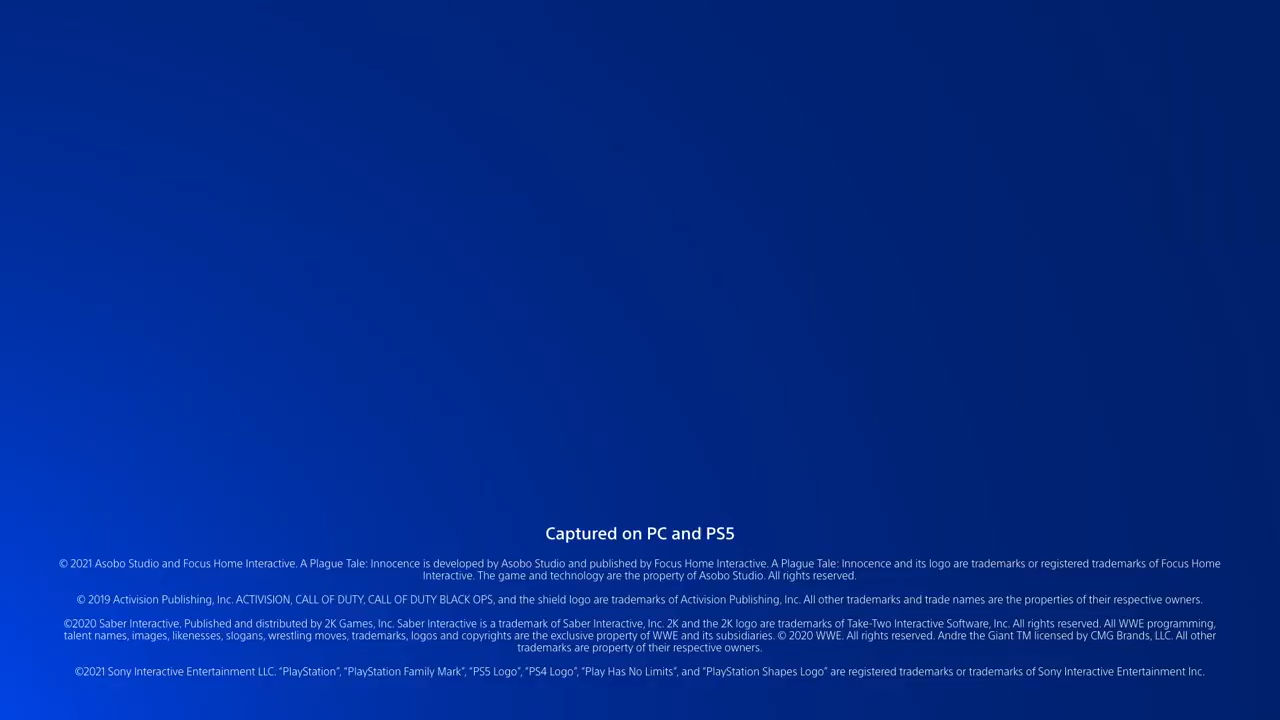 Captured on PC and PS5
© 2021 Asobo Studio and Focus Home Interactive. A Plague Tale: Innocence is developed by Asobo Studio and published by Focus Home Interactive. A Plague Tale: Innocence and its logo are trademarks or registered trademarks of Focus Home
Interactive. The game and technology are the property of Asobo Studio. All rights reserved.
© 2019 Activision Publishing, Inc. ACTIVISION, CALL OF DUTY, CALL OF DUTY BLACK OPS, and the shield logo are trademarks of Activision Publishing, Inc. All other trademarks and trade names are the properties of their respective owners.
©2020 Saber Interactive. Published and distributed by 2K Games, Inc. Saber Interactive is a trademark of Saber Interactive, Inc. 2K and the 2K logo are trademarks of Take-Two Interactive Software, Inc. All rights reserved. All WWE programming,
talent names, images, likenesses, slogans, wrestling moves, trademarks, logos and copyrights are the exclusive property of WWE and its subsidiaries. © 2020 WWE. All rights reserved. Andre the Giant TM licensed by CMG Brands, LLC. All other
trademarks are property of their respective owners.
©2021 Sony Interactive Entertainment LLC. “PlayStation”, “PlayStation Family Mark”, “PS5 Logo”, “PS4 Logo”, “Play Has No Limits”, and “PlayStation Shapes Logo” are registered trademarks or trademarks of Sony Interactive Entertainment Inc.